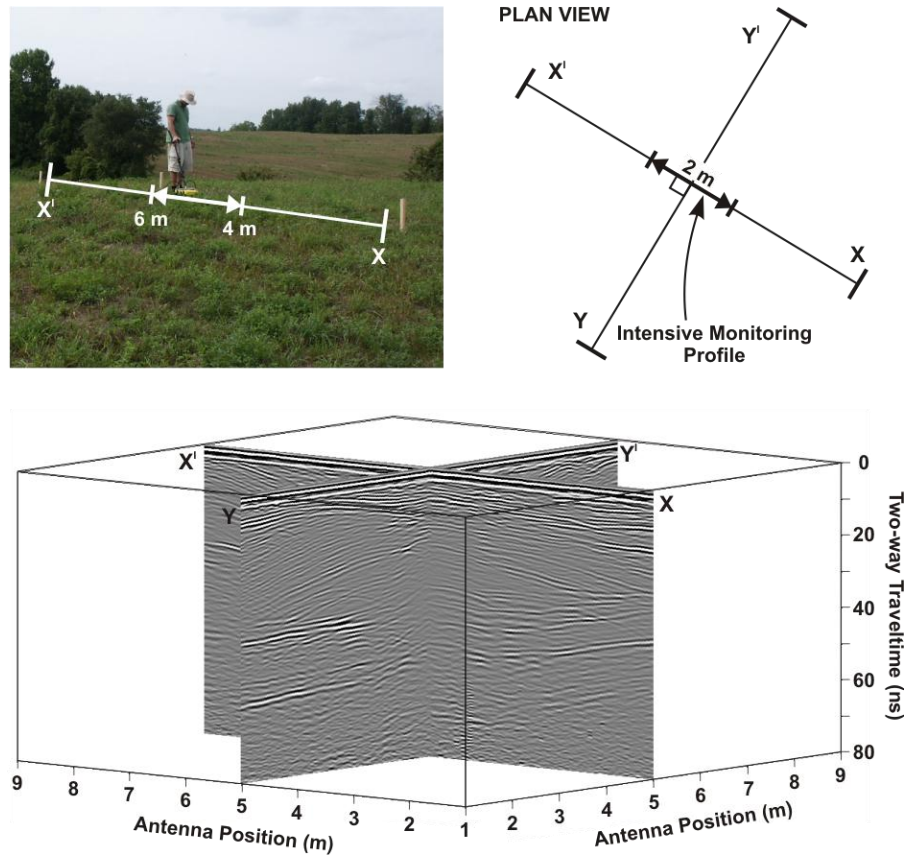 PLAN VIEW
X'
6 m
4 m
X
X'
Y'
2 m
X
Y
Intensive Monitoring
Profile
X'
Y'
Y
X
0
20
40
60
80
Two-way Traveltime (ns)
9
8
7
6
5
4
3
2
1
2
3
4
5
6
7
8
9
Antenna Position (m)
Antenna Position (m)